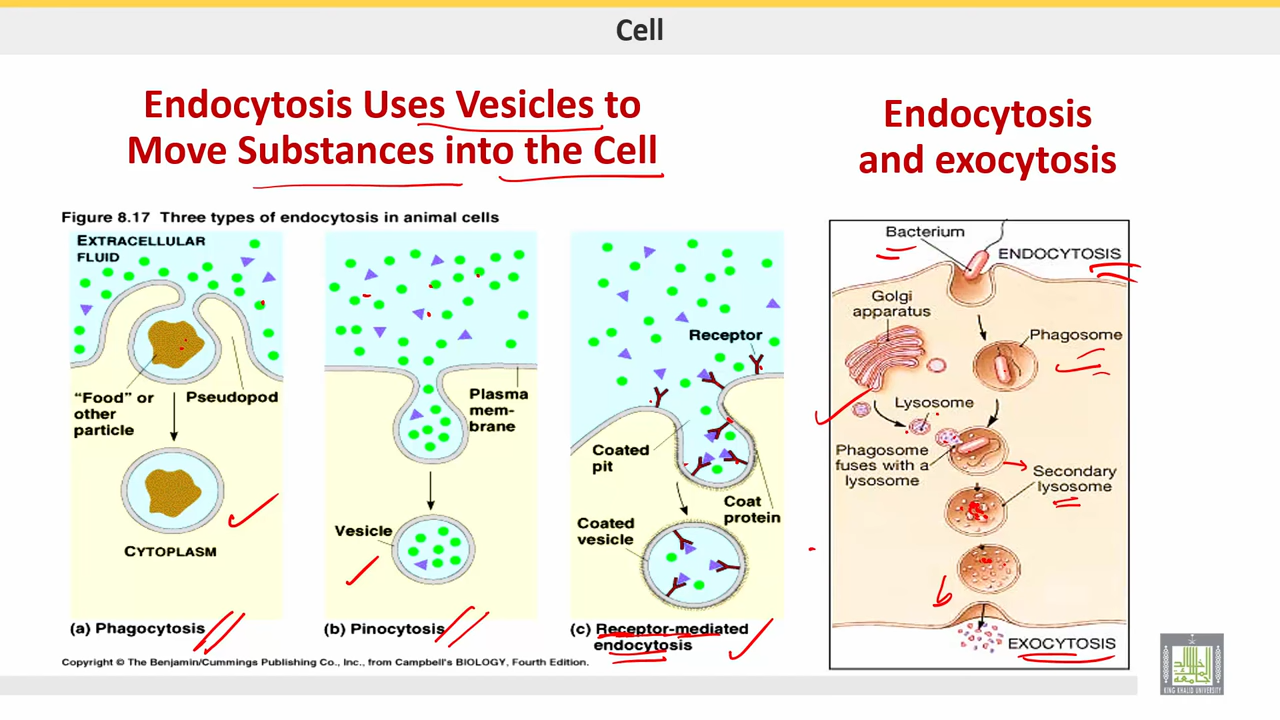 Cell
Endocytosis Uses Vesicles to
Move Substances into the Cell
Endocytosis
and exocytosis
Figure 8.17 Three types of endocytosis in animal cells
EXTRACELLULAR
FLUID
"Food" or
other
particle
Pseudopod
CYTOPLASM
(a) Phagocytosis
Plasma
mem-
brane
Vesicle
(b) Pinocytosis
Receptor
Coated
pit
Coat
protein
Coated
vesicle
(c) Receptor-mediated
endocytosis
Copyright © The Benjamin/Cummings Publishing Co., Inc., from Campbell's BIOLOGY, Fourth Edition.
Bacterium
ENDOCYTOSIS
Golgi
apparatus
Phagosome
Lysosome
Phagosome
fuses with a
lysosome
Secondary
lysosome
EXOCYTOSIS
KING KHALID UNIVERSITY